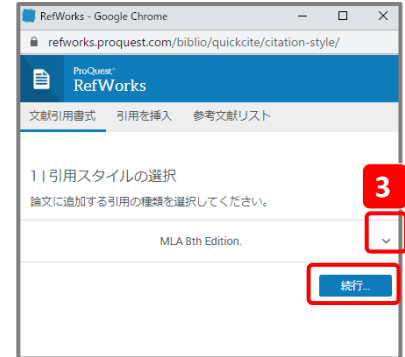 RefWorks - Google Chrome
refworks.proquest.com/biblio/quickcite/citation-style/
ProQuest®
RefWorks
文献引用書式 引用を挿入 参考文献リスト
1 | 引用スタイルの選択
3
論文に追加する引用の種類を選択してください。
MLA 8th Edition.
続行...